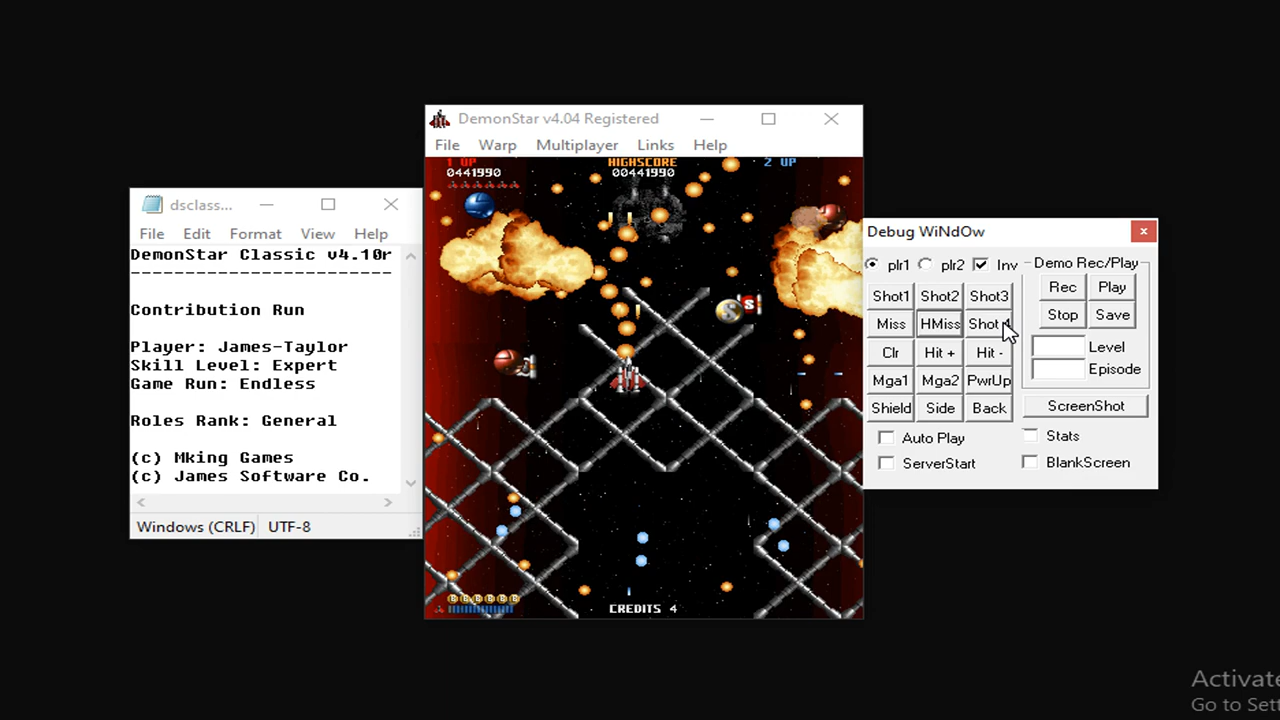 dsclass...
File Edit Format View Help
DemonStar Classic v4.10r
------------------------
Contribution Run
Player: James-Taylor
Skill Level: Expert
Game Run: Endless
Roles Rank: General
(c) Mking Games
(c) James Software Co.
Windows (CRLF) UTF-8
DemonStar v4.04 Registered
File Warp Multiplayer Links Help
1 UP HIGHSCORE 2 UP
0441990 00441990
S S
CREDITS 4
Debug WiNdOw
plr1 plr2 Inv
Shot1 Shot2 Shot3
Miss HMiss Shot
Clr Hit + Hit -
Mga1 Mga2 PwrUp
Shield Side Back
Auto Play
ServerStart
Demo Rec/Play
Rec Play
Stop Save
Level
Episode
ScreenShot
Stats
BlankScreen
Activate
Go to Sett